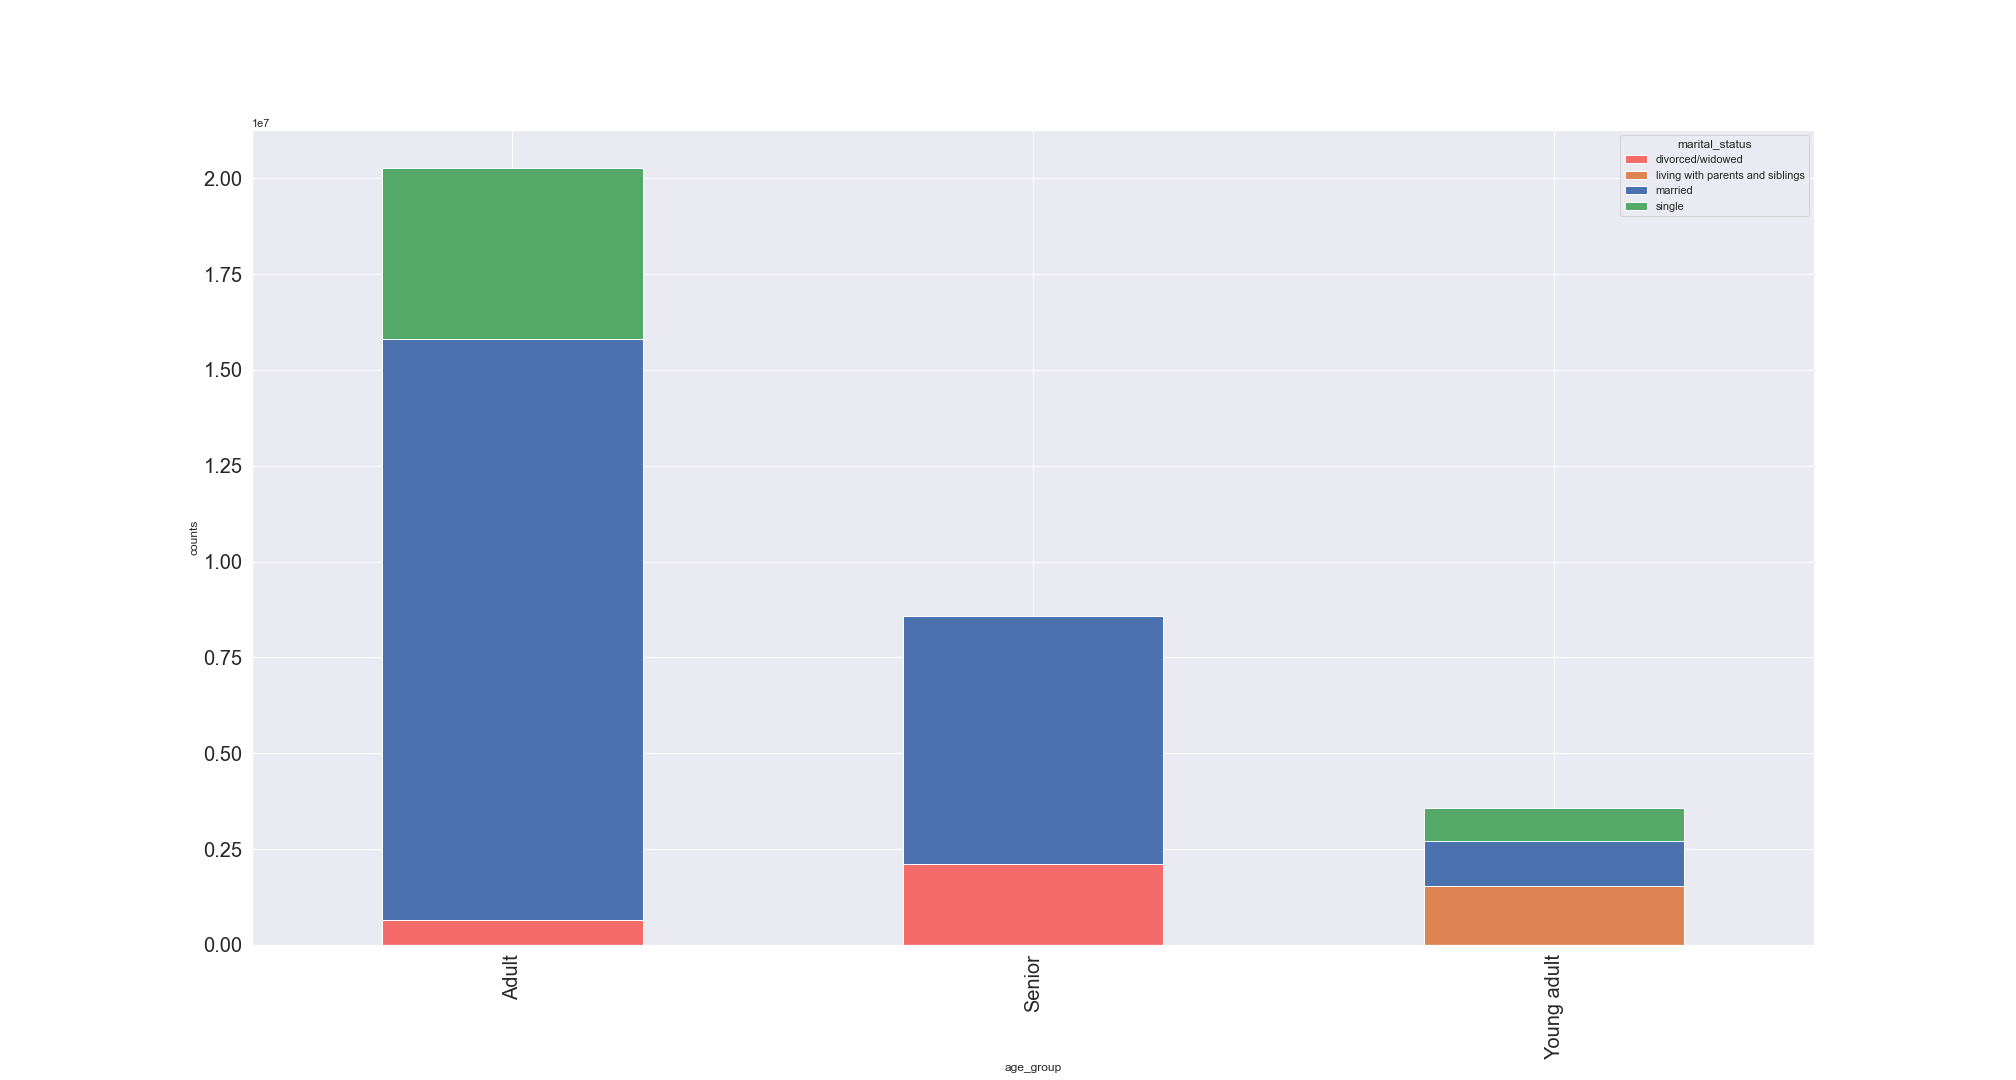 1e7
marital_status
divorced/widowed
living with parents and siblings
married
single
2.00
1.75
1.50
1.25
1.00
0.75
0.50
0.25
0.00
counts
Adult
Senior
Young adult
age_group